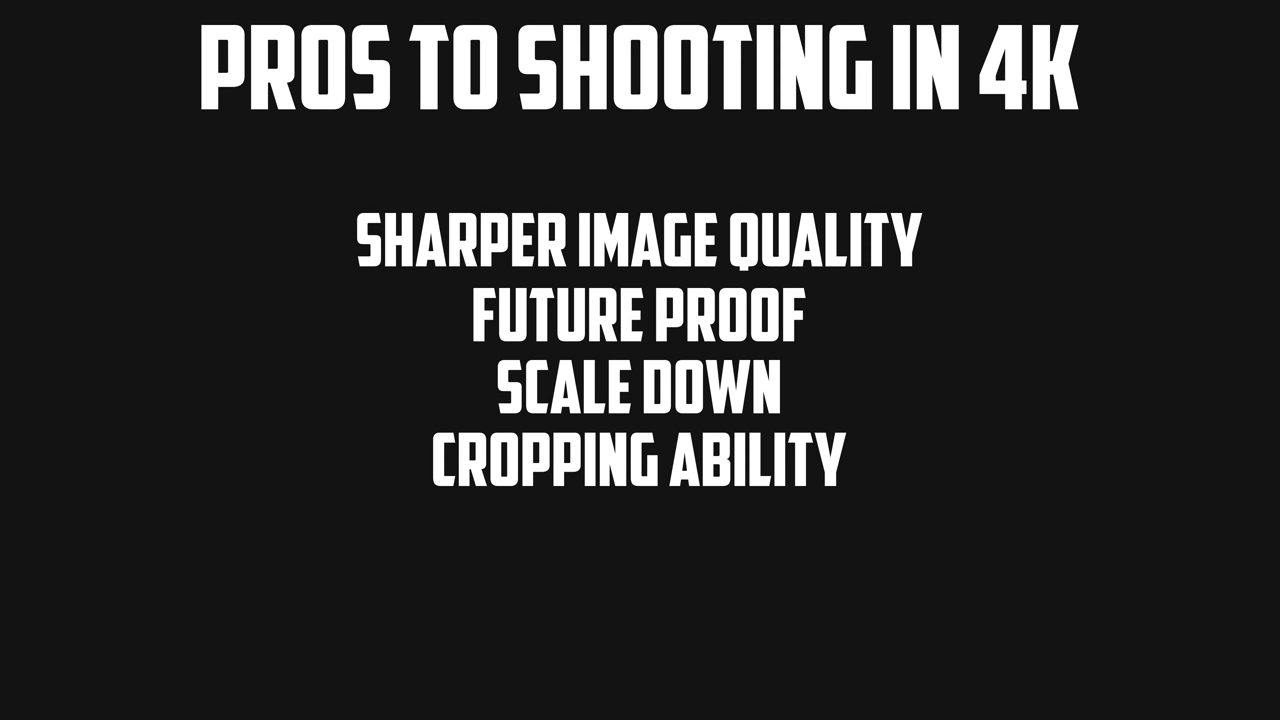 PROS TO SHOOTING IN 4K
SHARPER IMAGE QUALITY
FUTURE PROOF
SCALE DOWN
CROPPING ABILITY